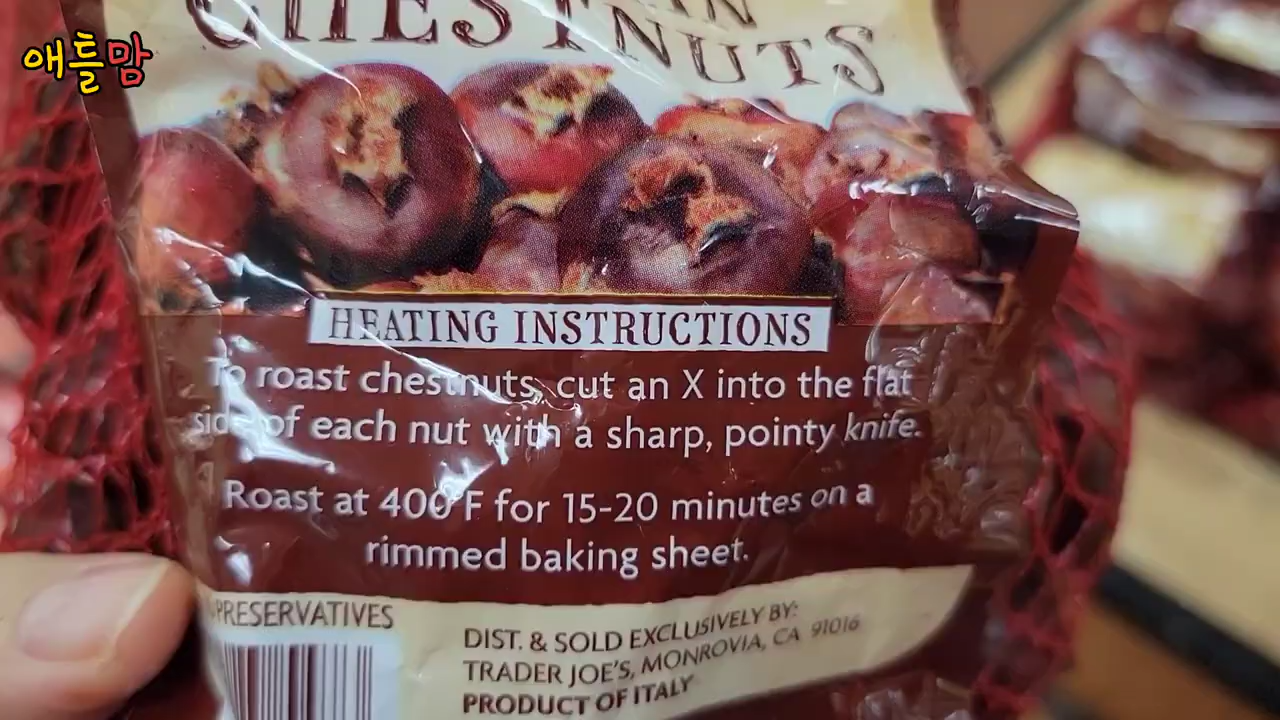 애틀맘
CHESTNUTS
HEATING INSTRUCTIONS
To roast chestnuts, cut an X into the flat
side of each nut with a sharp, pointy knife.
Roast at 400°F for 15-20 minutes on a
rimmed baking sheet.
PRESERVATIVES
DIST. & SOLD EXCLUSIVELY BY:
TRADER JOE'S, MONROVIA, CA 91016
PRODUCT OF ITALY